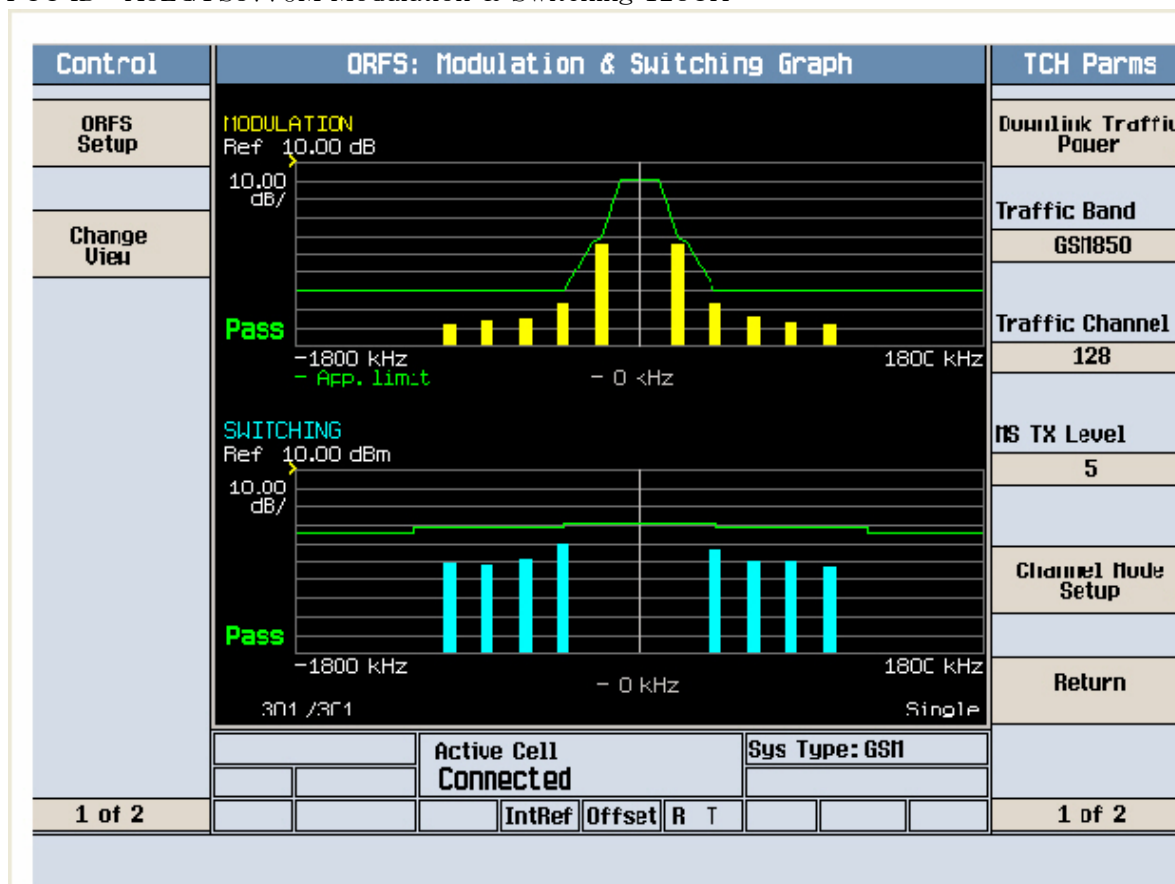 Control
ORFS: Modulation & Switching Graph
TCH Parms
ORFS
Setup
Change
View
1 of 2
MODULATION
Ref 10.00 dB
10.00
dB/
Pass
-1800 kHz
1800 kHz
- App. limit
- 0 kHz
SWITCHING
Ref 10.00 dBm
10.00
dB/
Pass
-1800 kHz
1800 kHz
- 0 kHz
301 /301
Single
Active Cell
Connected
Sys Type: GSM
IntRef
Offset
R T
Downlink Traffic
Power
Traffic Band
GSM850
Traffic Channel
128
MS TX Level
5
Channel Mode
Setup
Return
1 of 2